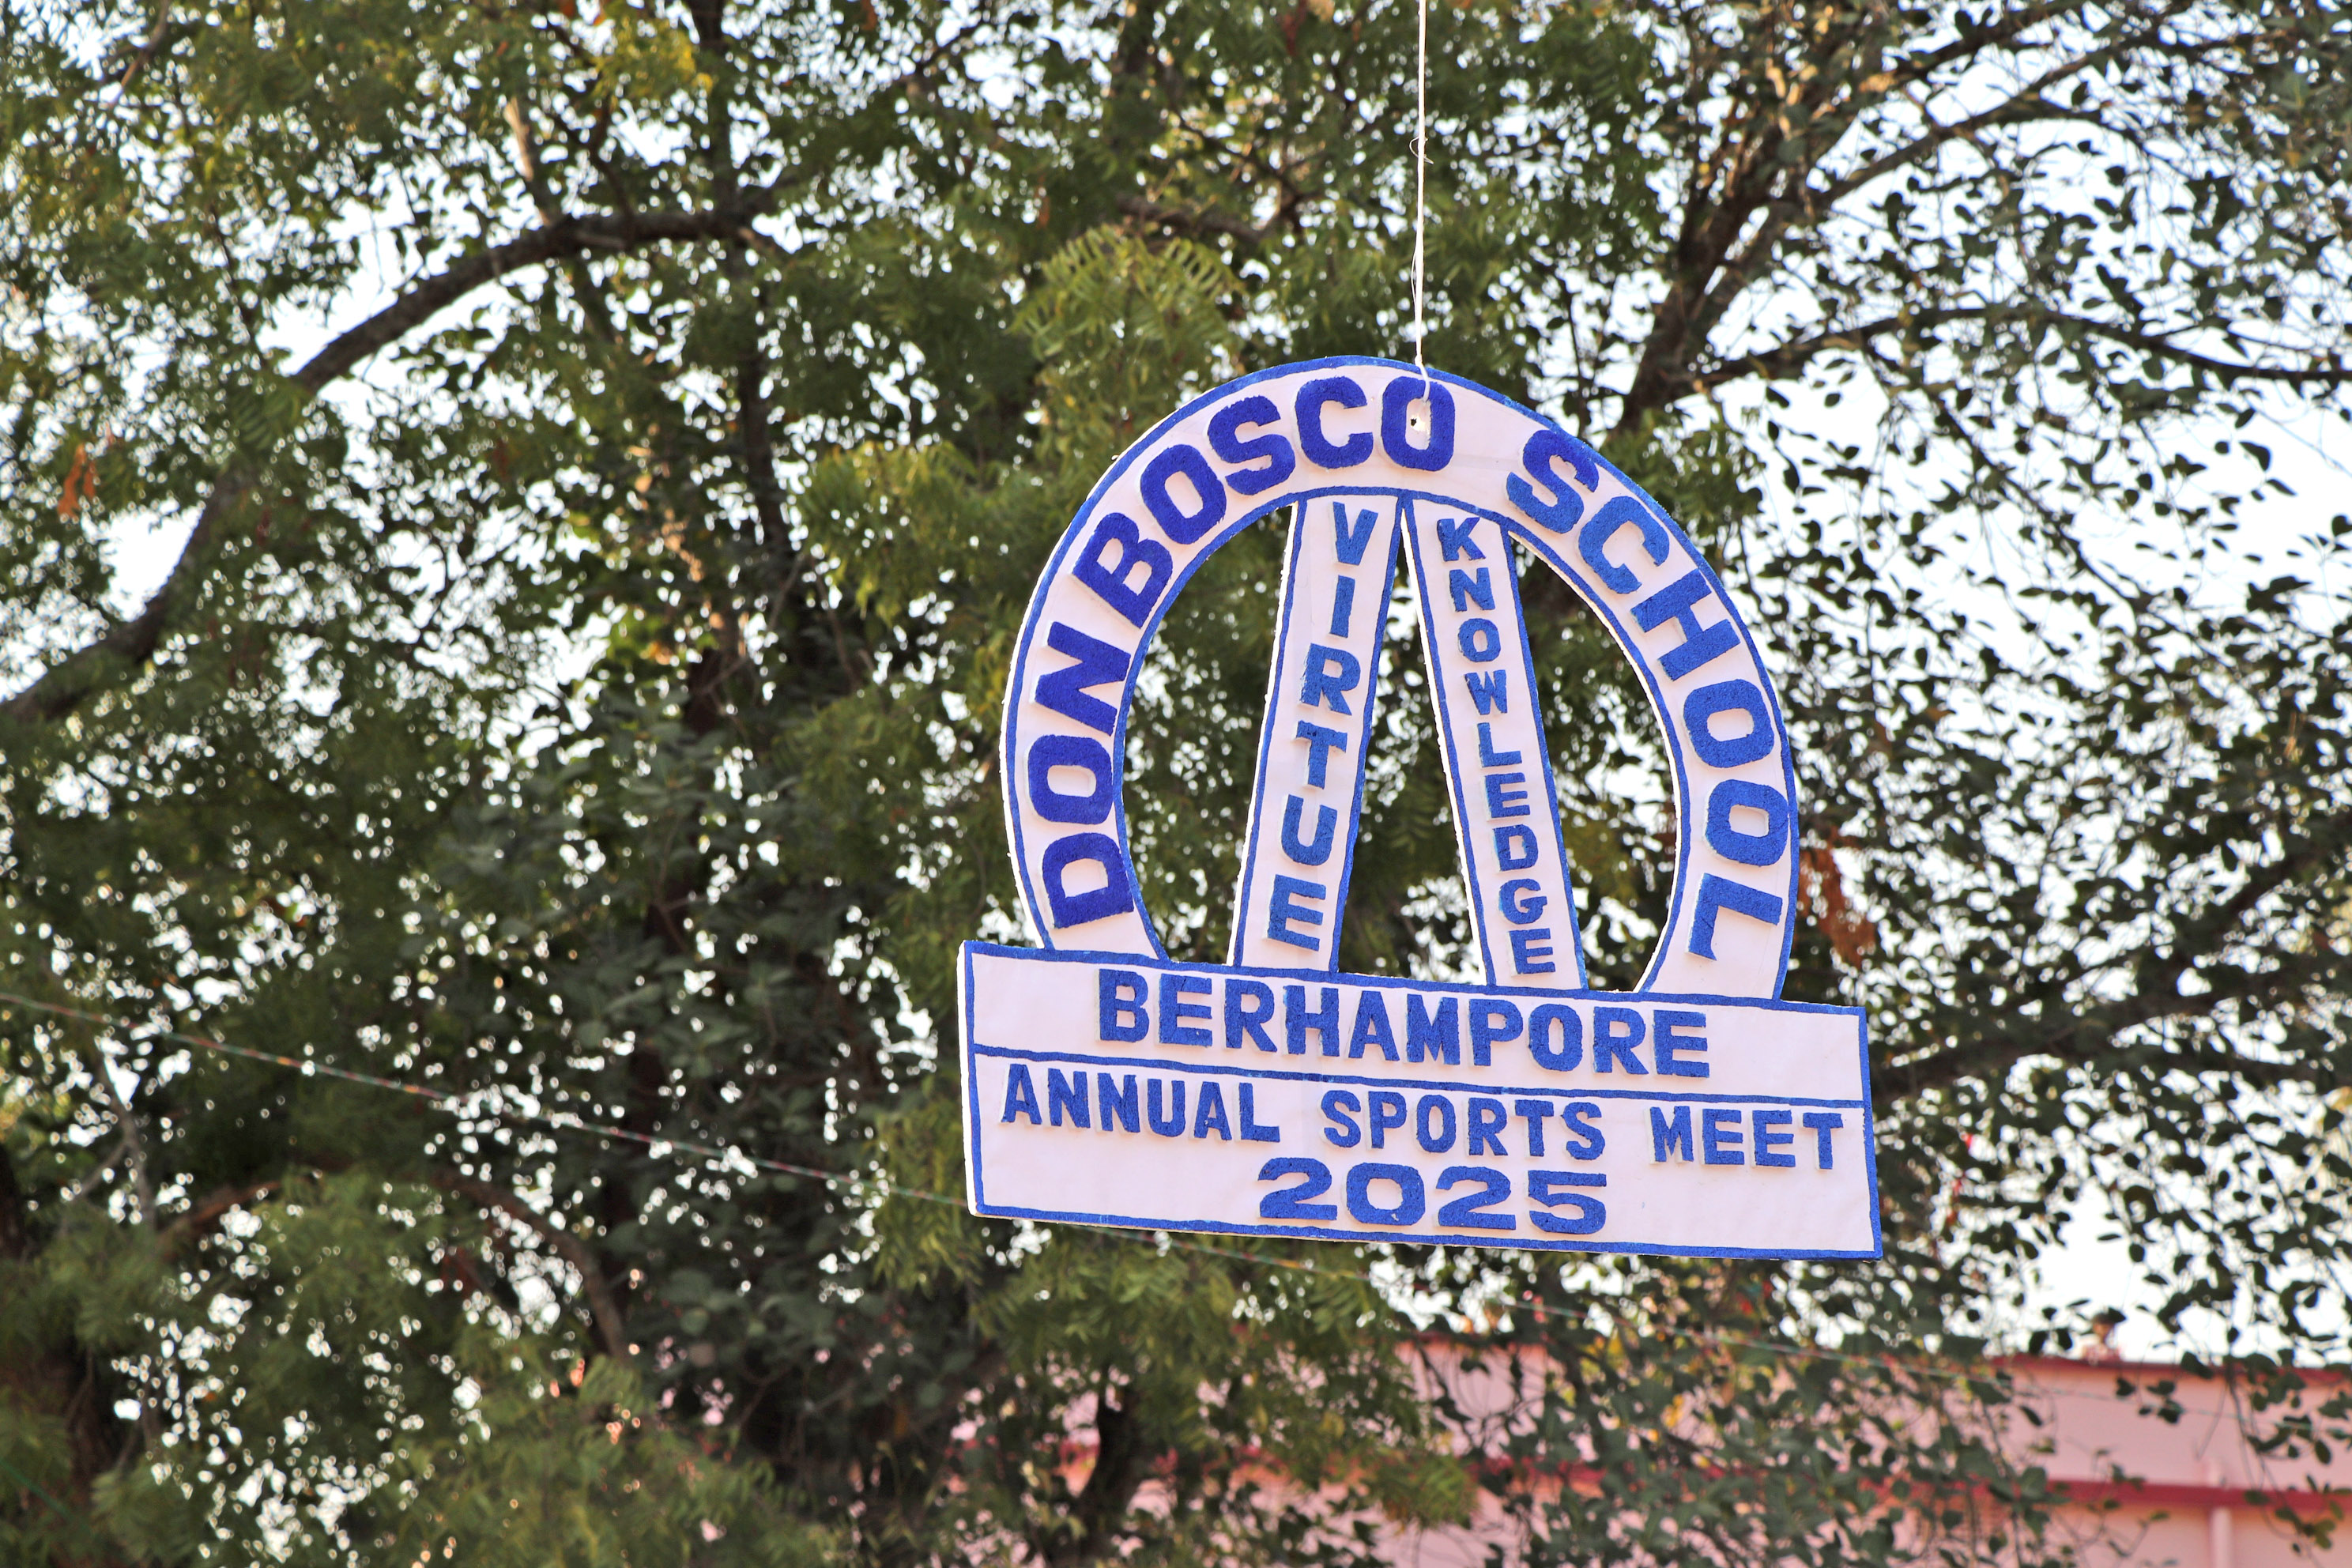 DON BOSCO SCHOOL
VIRTUE
KNOWLEDGE
BERHAMPORE
ANNUAL SPORTS MEET
2025